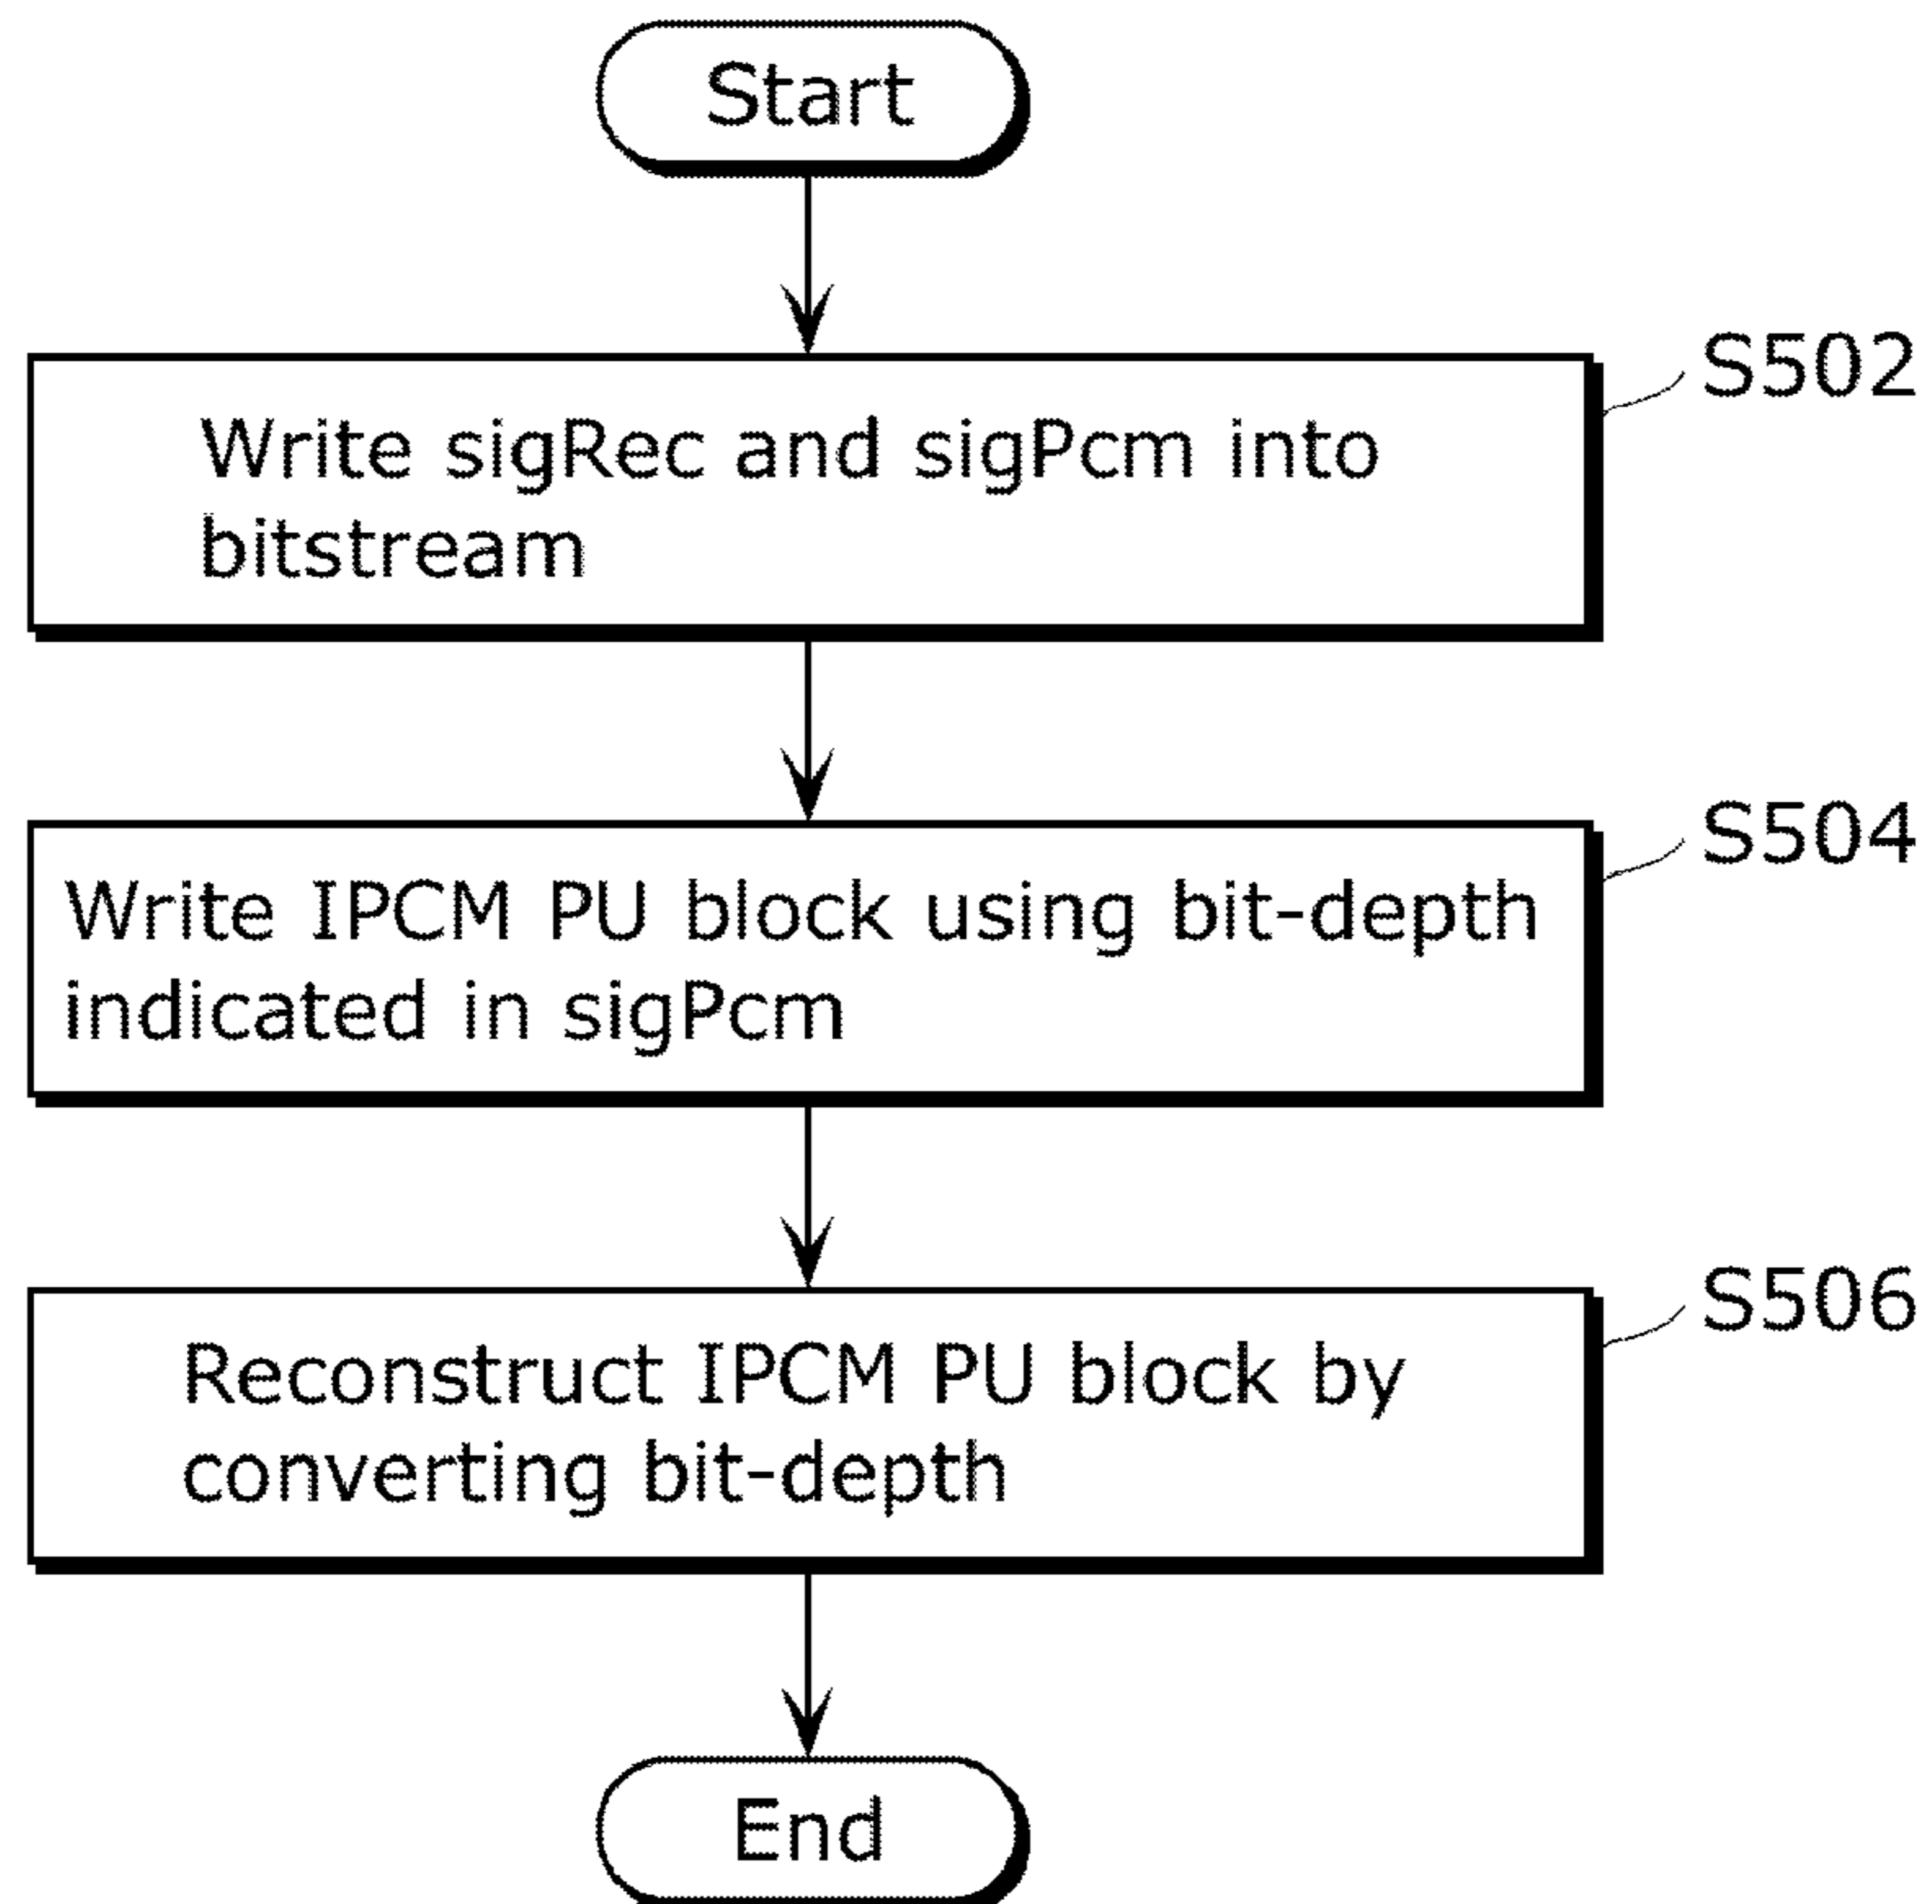 Start
S502
Write sigRec and sigPcm into
bitstream
S504
Write IPCM PU block using bit-depth
indicated in sigPcm
S506
Reconstruct IPCM PU block by
converting bit-depth
End